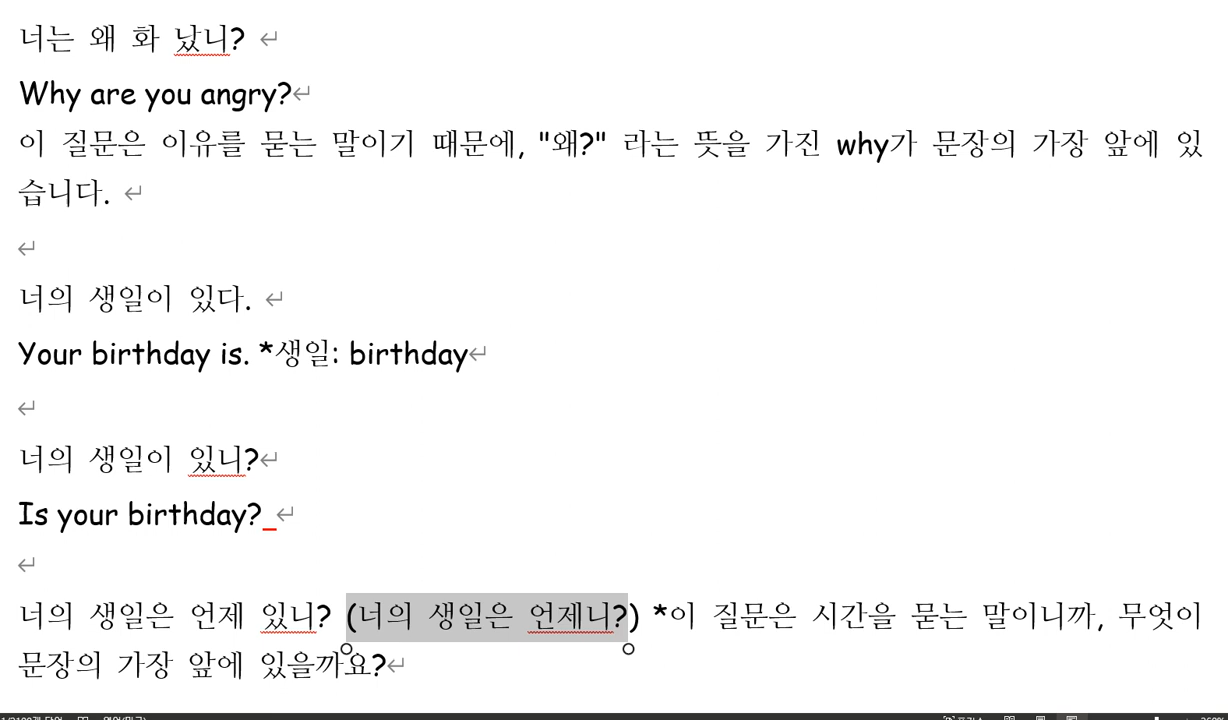 너는 왜 화 났니?
Why are you angry?
이 질문은 이유를 묻는 말이기 때문에, "왜?" 라는 뜻을 가진 why가 문장의 가장 앞에 있
습니다.
너의 생일이 있다.
Your birthday is. *생일: birthday
너의 생일이 있니?
Is your birthday?
너의 생일은 언제 있니? (너의 생일은 언제니?) *이 질문은 시간을 묻는 말이니까, 무엇이
문장의 가장 앞에 있을까요?